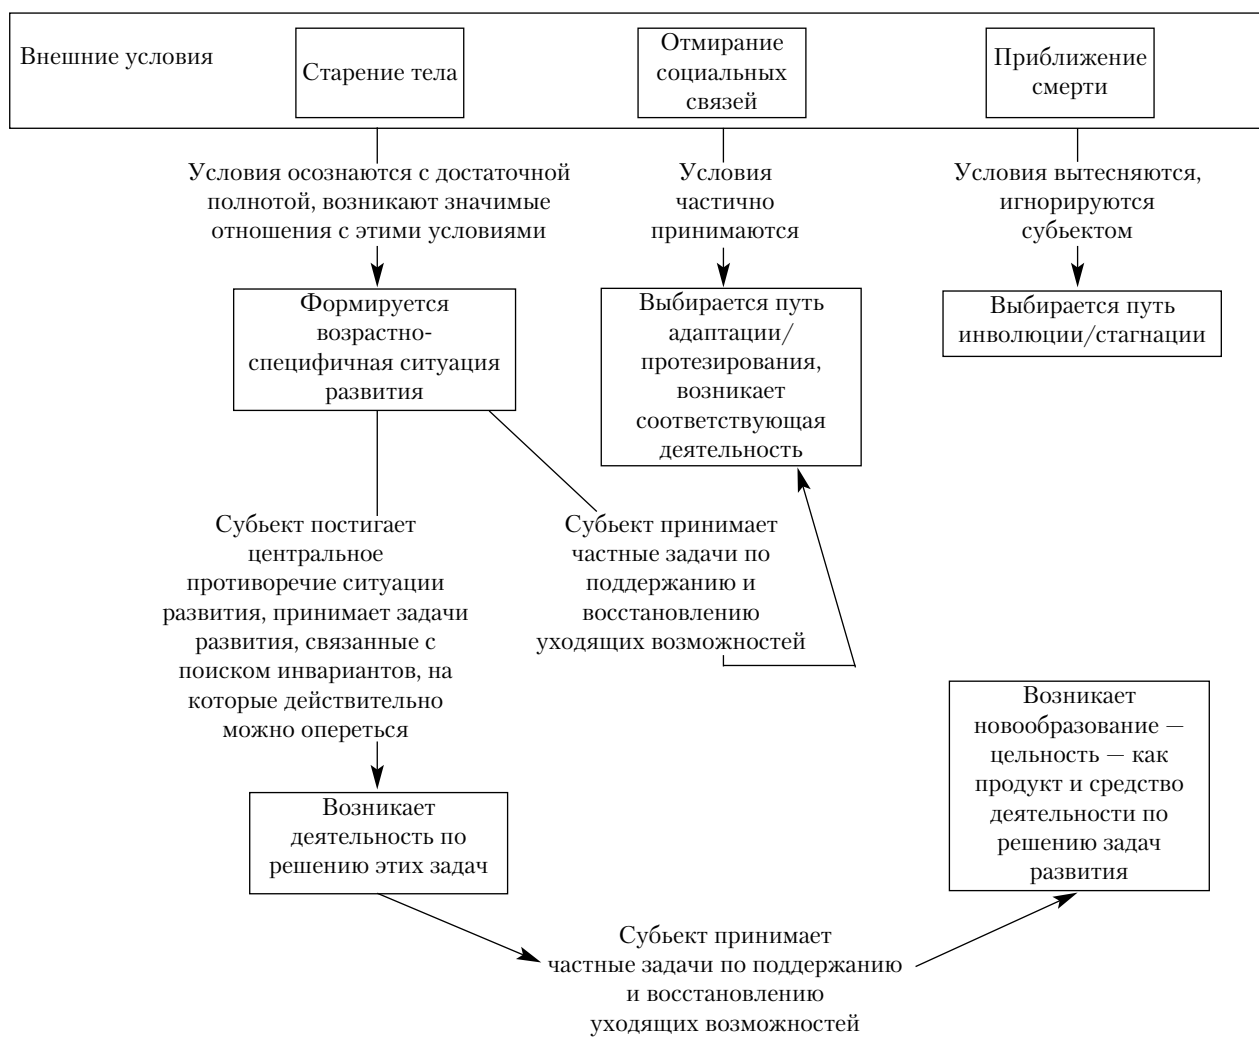 Внешние условия
Старение тела
Отмирание
социальных
связей
Приближение
смерти
Условия осознаются с достаточной
полнотой, возникают значимые
отношения с этими условиями
Условия
частично
принимаются
Условия вытесняются,
игнорируются
субьектом
Формируется
возрастно-
специфичная ситуация
развития
Выбирается путь
адаптации/
протезирования,
возникает
соответствующая
деятельность
Выбирается путь
инволюции/стагнации
Субьект постигает
центральное
противоречие ситуации
развития, принимает задачи
развития, связанные с
поиском инвариантов, на
которые действительно
можно опереться
Субьект принимает
частные задачи по
поддержанию и
восстановлению
уходящих возможностей
Возникает
деятельность по
решению этих задач
Возникает
новообразование —
цельность — как
продукт и средство
деятельности по
решению задач
развития
Субьект принимает
частные задачи по поддержанию
и восстановлению
уходящих возможностей